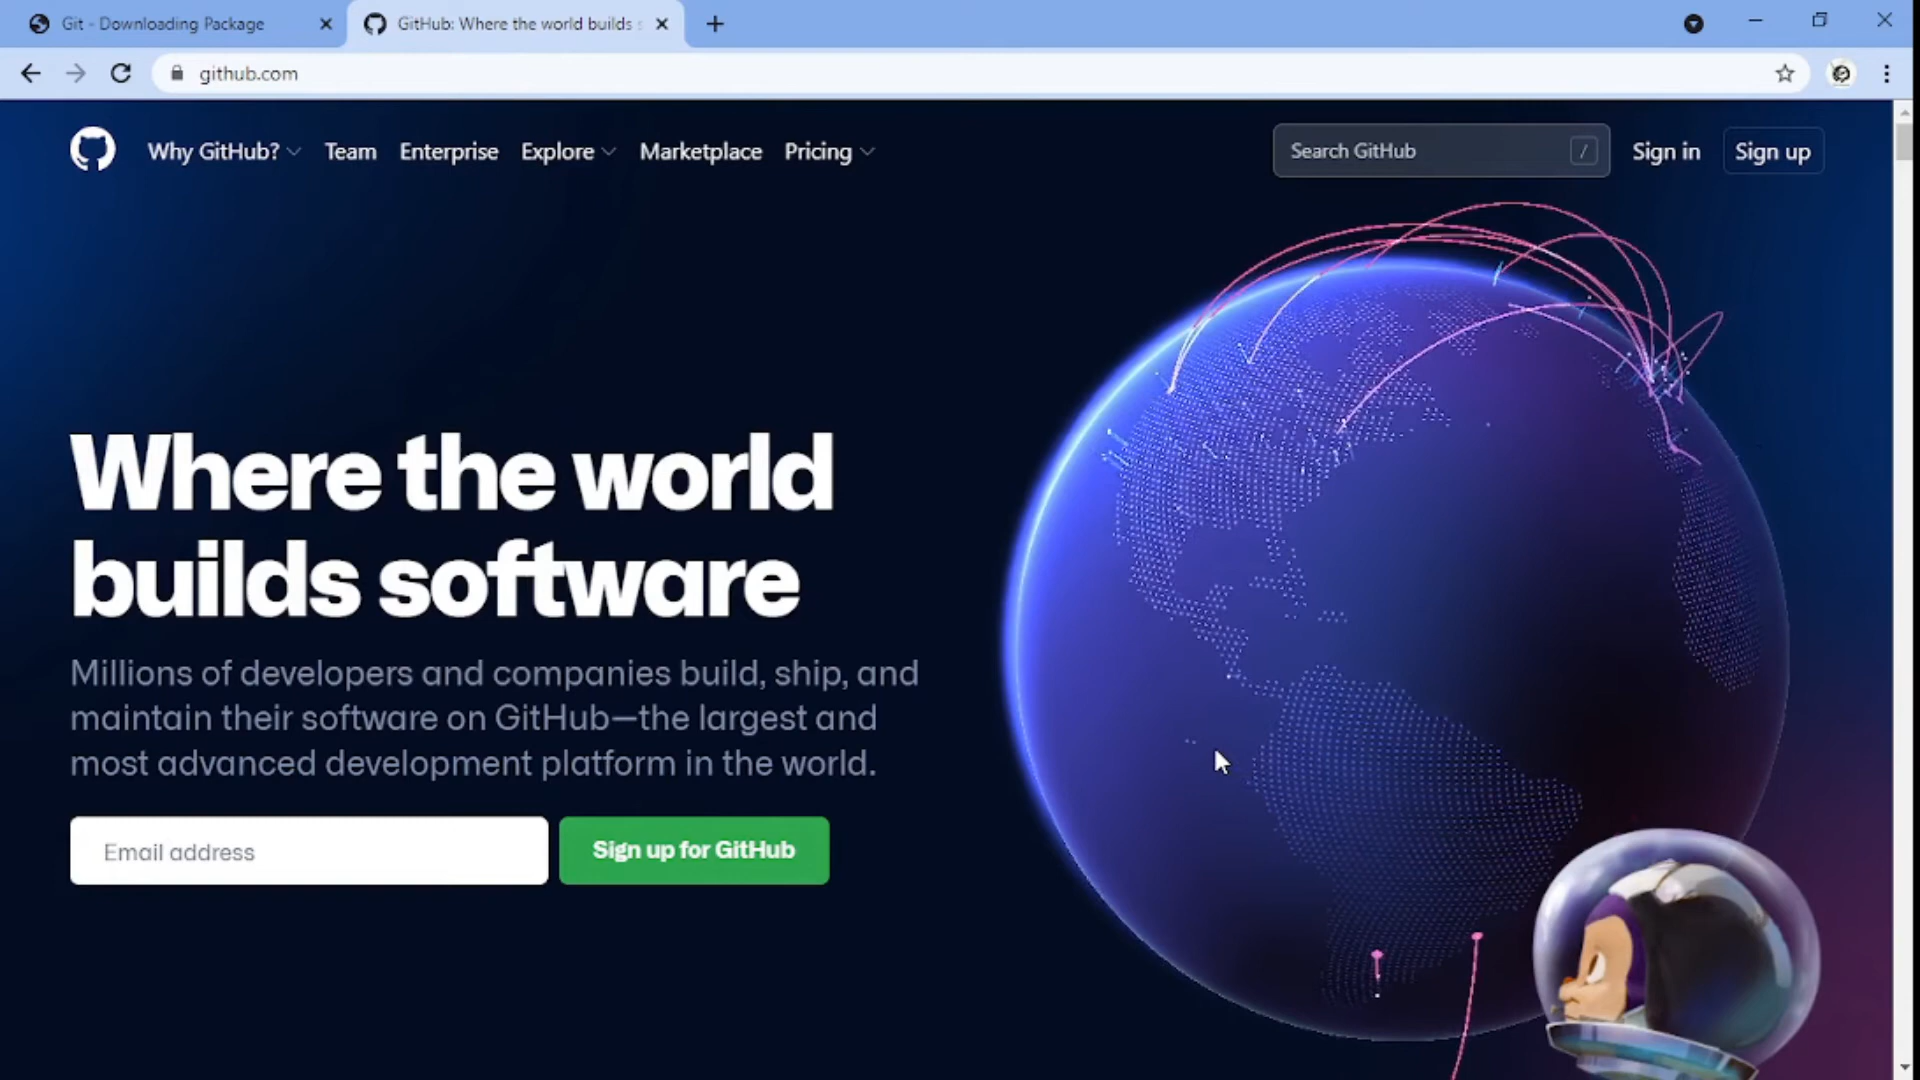 Git - Downloading Package
GitHub: Where the world builds
github.com
Why GitHub?
Team
Enterprise
Explore
Marketplace
Pricing
Search GitHub
/
Sign in
Sign up
Where the world
builds software
Millions of developers and companies build, ship, and
maintain their software on GitHub—the largest and
most advanced development platform in the world.
Email address
Sign up for GitHub